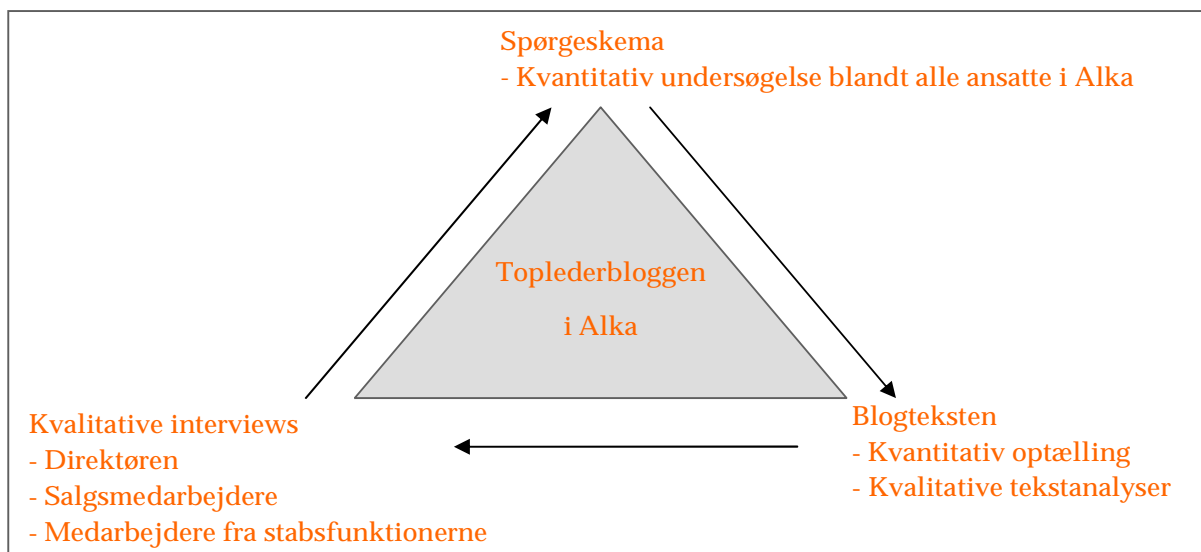 Spørgeskema
- Kvantitativ undersøgelse blandt alle ansatte i Alka
Toplederbloggen
i Alka
Kvalitative interviews
- Direktøren
- Salgsmedarbejdere
- Medarbejdere fra stabsfunktionerne
Blogteksten
- Kvantitativ optælling
- Kvalitative tekstanalyser